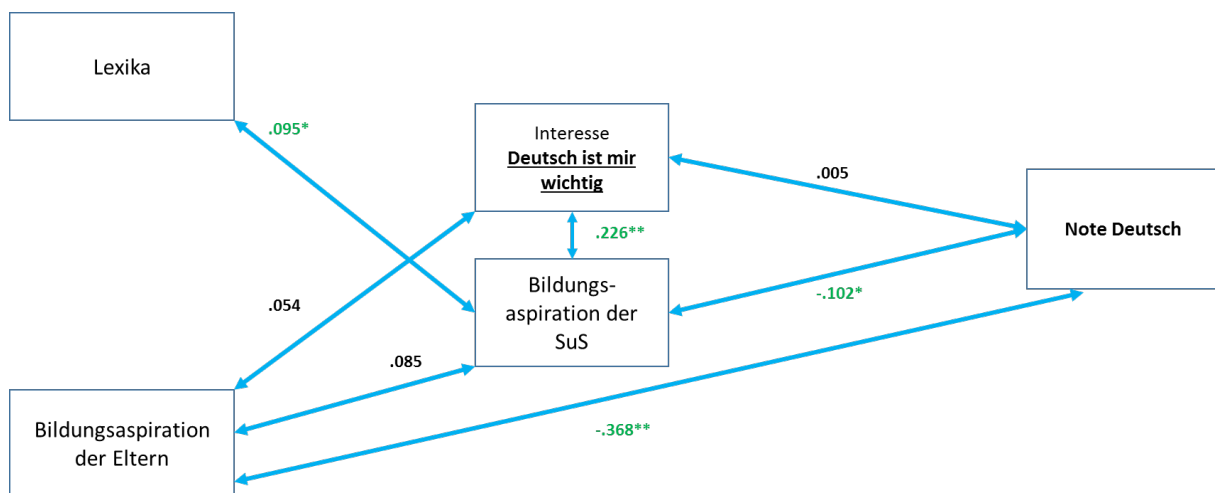 Lexika
.095*
Interesse
Deutsch ist mir
wichtig
.005
Note Deutsch
.226**
Bildungs-
aspiration der
SuS
-.102*
.054
.085
Bildungsaspiration
der Eltern
-.368**